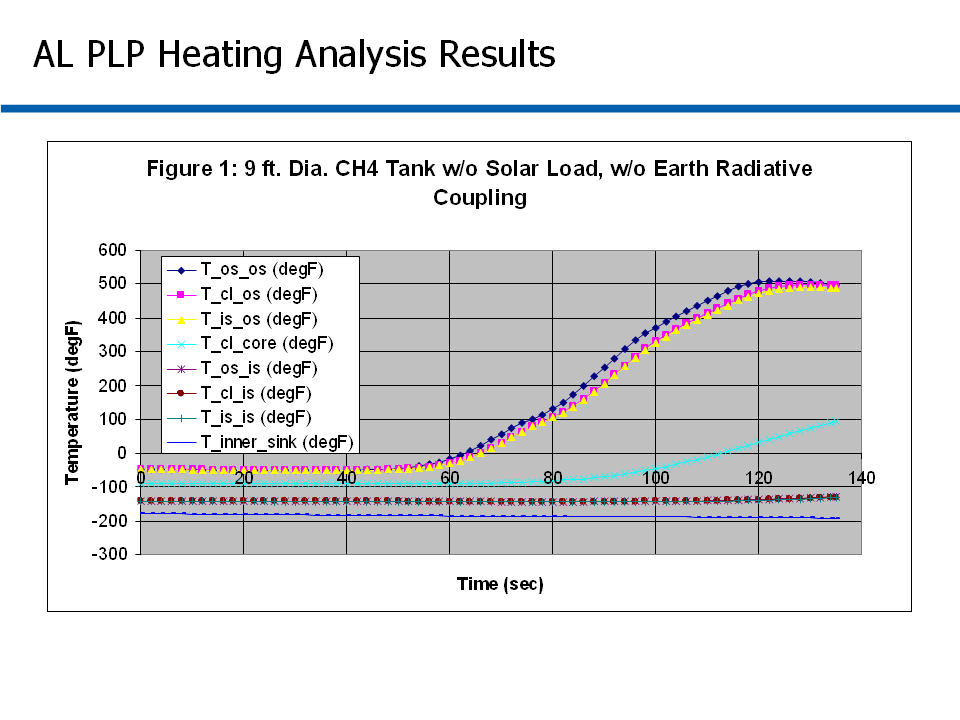 AL PLP Heating Analysis Results
Figure 1: 9 ft. Dia. CH4 Tank w/o Solar Load, w/o Earth Radiative
Coupling
600
500
400
300
200
100
0
-100
-200
-300
Temperature (degF)
T_os_os (degF)
T_cl_os (degF)
T_is_os (degF)
T_cl_core (degF)
T_os_is (degF)
T_cl_is (degF)
T_is_is (degF)
T_inner_sink (degF)
0 20 40 60 80 100 120 140
Time (sec)